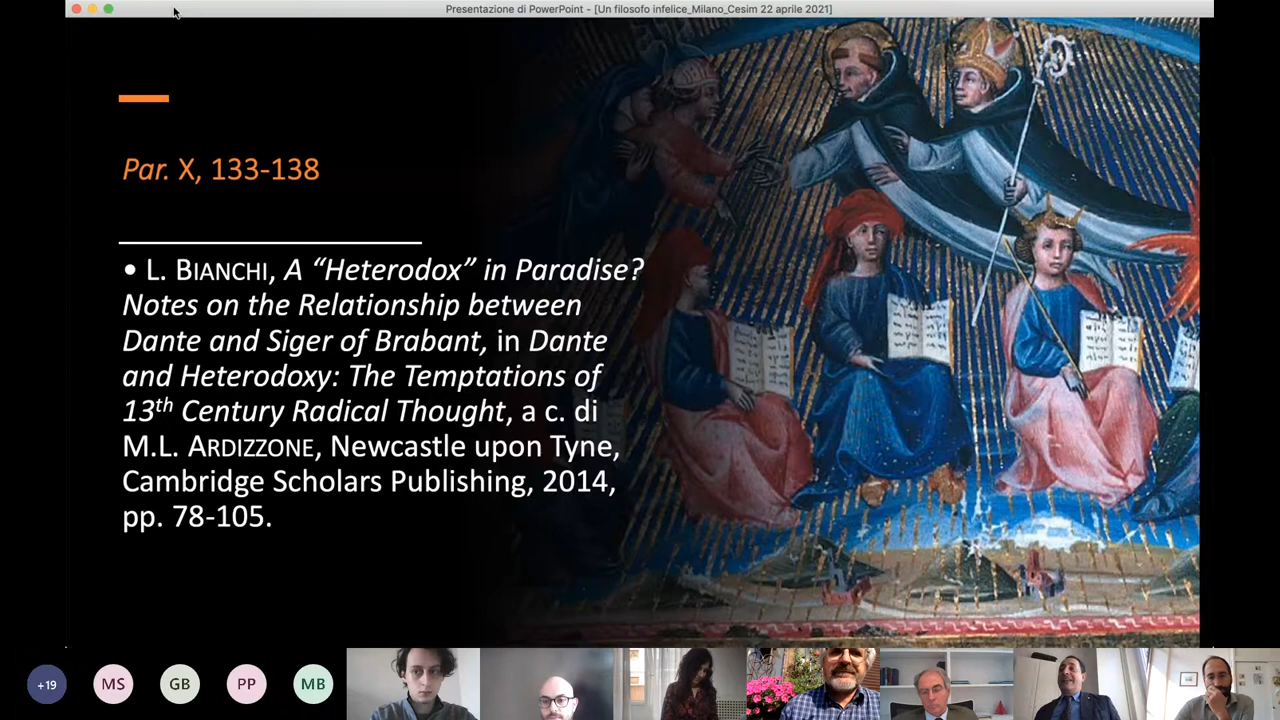 Presentazione di PowerPoint - [Un filosofo infelice_Milano_Cesim 22 aprile 2021]
Par. X, 133-138
• L. BIANCHI, A “Heterodox” in Paradise?
Notes on the Relationship between
Dante and Siger of Brabant, in Dante
and Heterodoxy: The Temptations of
13th Century Radical Thought, a c. di
M.L. ARDIZZONE, Newcastle upon Tyne,
Cambridge Scholars Publishing, 2014,
pp. 78-105.
+19
MS
GB
PP
MB